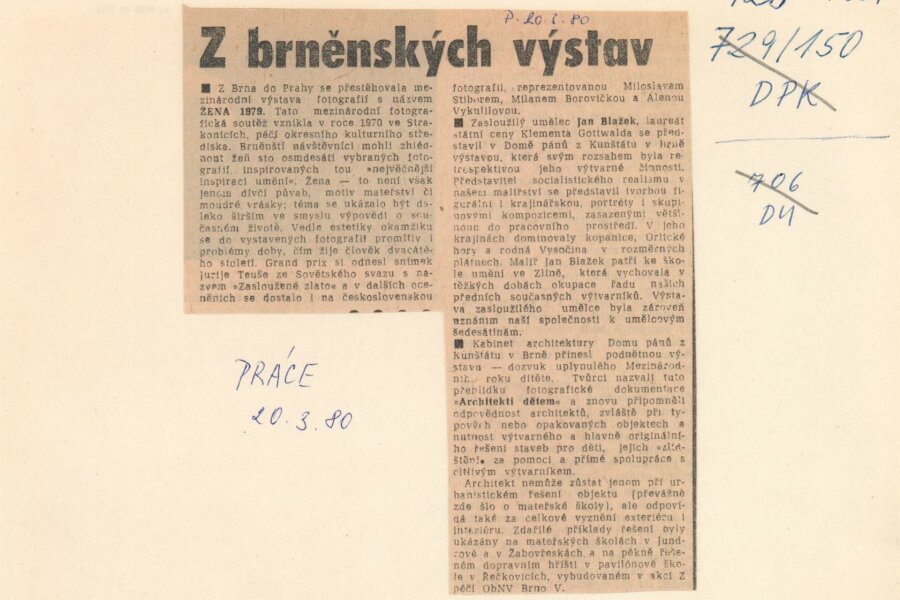 P. 20.3.80
Z brněnských výstav
■ Z Brna do Prahy se přestěhovala me-
zinárodní výstava fotografií s názvem
ŽENA 1979. Tato mezinárodní fotogra-
fická soutěž vznikla v roce 1970 ve Stra-
konicích, péčí okresního kulturního stře-
diska. Brněnští návštěvníci mohli zhléd-
nout žeň sto osmdesáti vybraných foto-
grafií, inspirovaných tou »největnější
inspirací umění«. Žena — to není však
jenom dívčí půvab, motiv mateřství či
moudré vrásky; téma se ukázalo být da-
leko širším ve smyslu výpovědi o sou-
časném životě. Vedle estetiky okamžiku
se do vystavených fotografií promítly i
problémy doby, čím žije člověk dvacáté-
ho století. Grand prix si odnesl snímek
Jurije Teuše ze Sovětského svazu s ná-
zvem »Zasloužené zlato« a v dalších oce-
něních se dostalo i na československou
fotografii, reprezentovanou Miloslavem
Stiburem, Milanem Borovičkou a Alenou
Vykulilovou.
■ Zasloužilý umělec Jan Blažek, laureát
státní ceny Klementa Gottwalda se před-
stavil v Domě pánů z Kunštátu v Brně
výstavou, která svým rozsahem byla re-
trospektivou jeho výtvarné činnosti.
Představitel socialistického realismu v
našem malířství se představil tvorbou fi-
gurální i krajinářskou, portréty i skupi-
novými kompozicemi, zasazenými větši-
nou do pracovního prostředí. V jeho
krajinách dominovaly kopanice, Orlické
hory a rodná Vysočina v rozměrných
plátnech. Malíř Jan Blažek patří ke ško-
le umění ve Zlíně, která vychovala v
těžkých dobách okupace řadu našich
předních současných výtvarníků. Výsta-
va zasloužilého umělce byla zároveň
uznáním naší společnosti k umělcovým
šedesátinám.
■ Kabinet architektury Domu pánů z
Kunštátu v Brně přinesl podnětnou vý-
stavu — dozvuk uplynulého Mezinárod-
ního roku dítěte. Tvůrci nazvali tuto
přehlídku fotografické dokumentace
»Architekti dětem« a znovu připomněli
odpovědnost architektů, zvláště při ty-
pových nebo opakovaných objektech a
nutnost výtvarného a hlavně originální-
ho řešení staveb pro děti, jejich »zlid-
štění« za pomoci a přímé spolupráce s
citlivým výtvarníkem.
Architekt nemůže zůstat jenom při ur-
banistickém řešení objektu (převážně
zde šlo o mateřské školy), ale odpoví-
dá také za celkové vyznění exteriéru i
interiéru. Zdařilé příklady řešení byly
ukázány na mateřských školách v Jund-
rově a v Žabovřeskách a na pěkně řeše-
ném dopravním hřišti v pavilónové ško-
le v Řečkovicích, vybudovaném v akci Z
péčí ObNV Brno V.
729/150
DPK
706
DU
PRÁCE
20.3.80